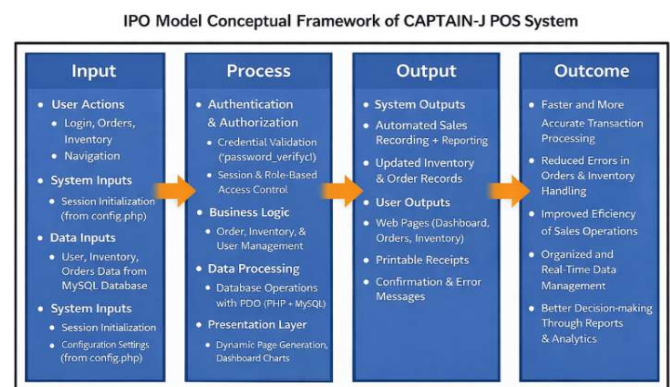 IPO Model Conceptual Framework of CAPTAIN-J POS System
Input
• User Actions
• Login, Orders,
Inventory
• Navigation
• System Inputs
• Session Initialization
(from config.php)
• Data Inputs
• User, Inventory,
Orders Data from
MySQL Database
• System Inputs
• Session Initialization
• Configuration Settings
(from config.php)
Process
• Authentication
& Authorization
• Credential Validation
('password_verifycl)
• Session & Role-Based
Access Control
• Business Logic
• Order, Inventory, &
User Management
• Data Processing
• Database Operations
with PDO (PHP + MySQL)
• Presentation Layer
• Dynamic Page Generation,
Dashboard Charts
Output
• System Outputs
• Automated Sales
Recording + Reporting
• Updated Inventory
& Order Records
• User Outputs
• Web Pages (Dashboard,
Orders, Inventory)
• Printable Receipts
• Confirmation & Error
Messages
Outcome
• Faster and More
Accurate Transaction
Processing
• Reduced Errors in
Orders & Inventory
Handling
• Improved Eficiency
of Sales Operations
• Organized and
Real-Time Data
Management
• Better Decision-making
Through Reports
& Analytics